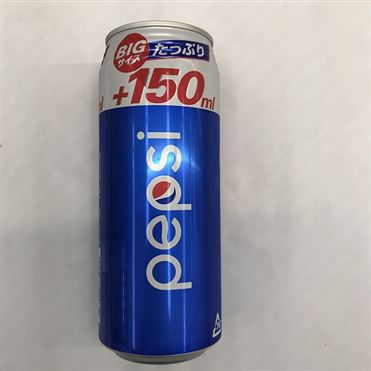 BIG
サイズ
たっぷり
+150ml
pepsi